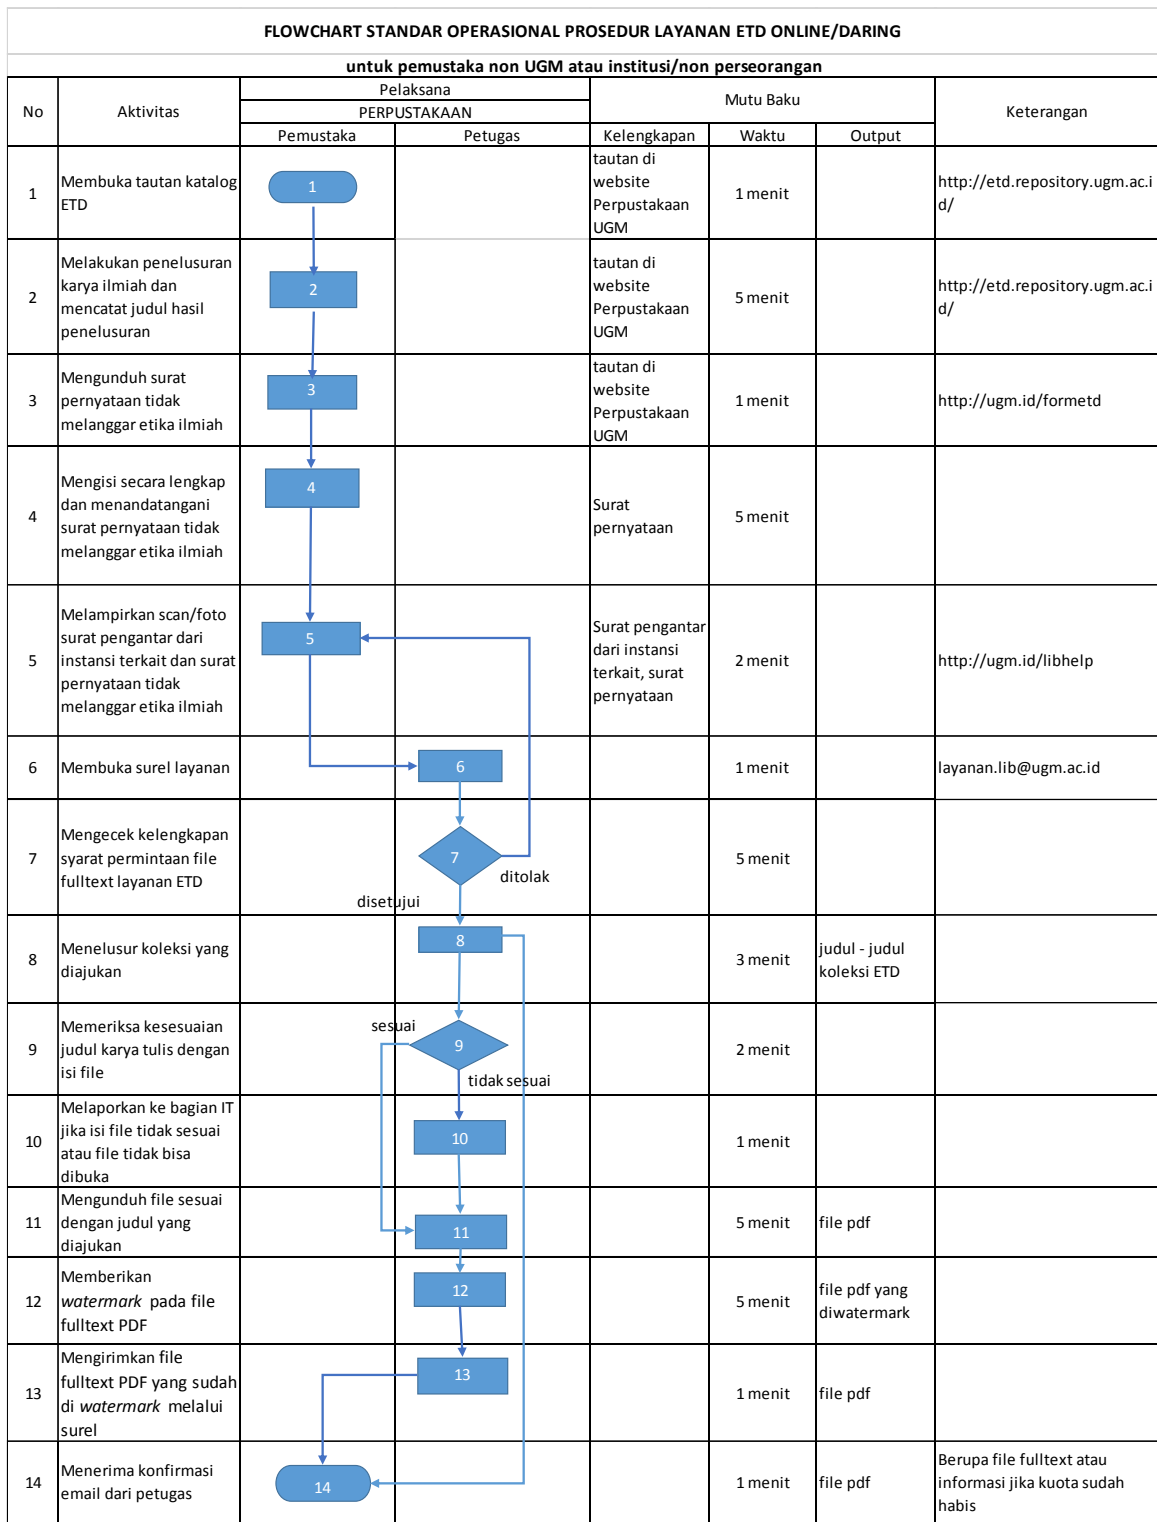 FLOWCHART STANDAR OPERASIONAL PROSEDUR LAYANAN ETD ONLINE/DARING
untuk pemustaka non UGM atau institusi/non perseorangan
No
Aktivitas
Pelaksana
PERPUSTAKAAN
Pemustaka
Petugas
Mutu Baku
Kelengkapan
Waktu
Output
Keterangan
1
Membuka tautan katalog
ETD
1
tautan di
website
Perpustakaan
UGM
1 menit
http://etd.repository.ugm.ac.i
d/
2
Melakukan penelusuran
karya ilmiah dan
mencatat judul hasil
penelusuran
2
tautan di
website
Perpustakaan
UGM
5 menit
http://etd.repository.ugm.ac.i
d/
3
Mengunduh surat
pernyataan tidak
melanggar etika ilmiah
3
tautan di
website
Perpustakaan
UGM
1 menit
http://ugm.id/formetd
4
Mengisi secara lengkap
dan menandatangani
surat pernyataan tidak
melanggar etika ilmiah
4
Surat
pernyataan
5 menit
5
Melampirkan scan/foto
surat pengantar dari
instansi terkait dan surat
pernyataan tidak
melanggar etika ilmiah
5
Surat pengantar
dari instansi
terkait, surat
pernyataan
2 menit
http://ugm.id/libhelp
6
Membuka surel layanan
6
1 menit
layanan.lib@ugm.ac.id
7
Mengecek kelengkapan
syarat permintaan file
fulltext layanan ETD
7
ditolak
disetujui
5 menit
8
Menelusur koleksi yang
diajukan
8
3 menit
judul - judul
koleksi ETD
9
Memeriksa kesesuaian
judul karya tulis dengan
isi file
sesuai
9
tidak sesuai
2 menit
10
Melaporkan ke bagian IT
jika isi file tidak sesuai
atau file tidak bisa
dibuka
10
1 menit
11
Mengunduh file sesuai
dengan judul yang
diajukan
11
5 menit
file pdf
12
Memberikan
watermark pada file
fulltext PDF
12
5 menit
file pdf yang
diwatermark
13
Mengirimkan file
fulltext PDF yang sudah
di watermark melalui
surel
13
1 menit
file pdf
14
Menerima konfirmasi
email dari petugas
14
1 menit
file pdf
Berupa file fulltext atau
informasi jika kuota sudah
habis